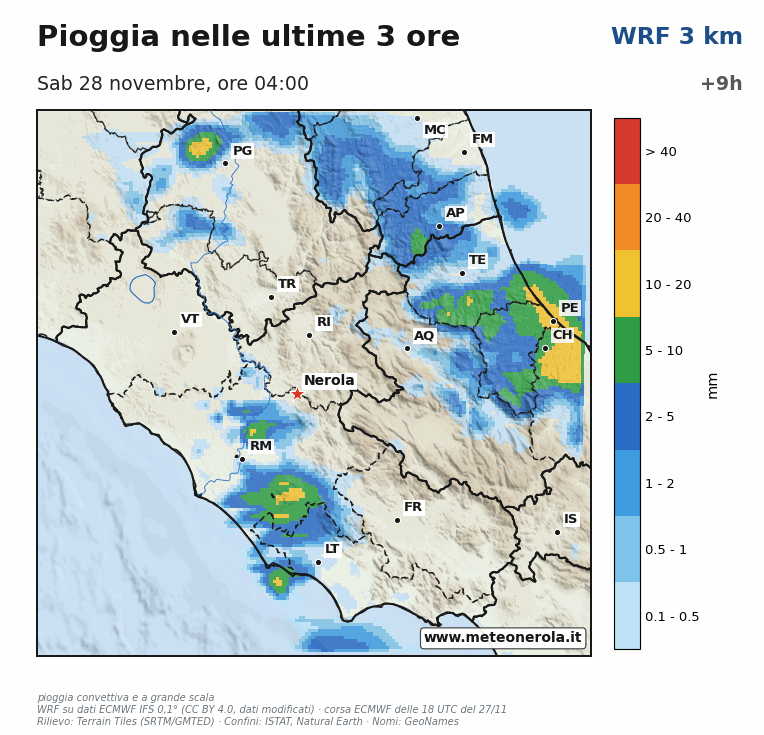 Pioggia nelle ultime 3 ore
WRF 3 km
Sab 28 novembre, ore 04:00
+9h
MC
FM
PG
AP
TE
TR
PE
VT
RI
AQ
CH
Nerola
RM
FR
IS
LT
www.meteonerola.it
> 40
20 - 40
10 - 20
5 - 10
2 - 5
1 - 2
0.5 - 1
0.1 - 0.5
mm
pioggia convettiva e a grande scala
WRF su dati ECMWF IFS 0,1° (CC BY 4.0, dati modificati) · corsa ECMWF delle 18 UTC del 27/11
Rilievo: Terrain Tiles (SRTM/GMTED) · Confini: ISTAT, Natural Earth · Nomi: GeoNames